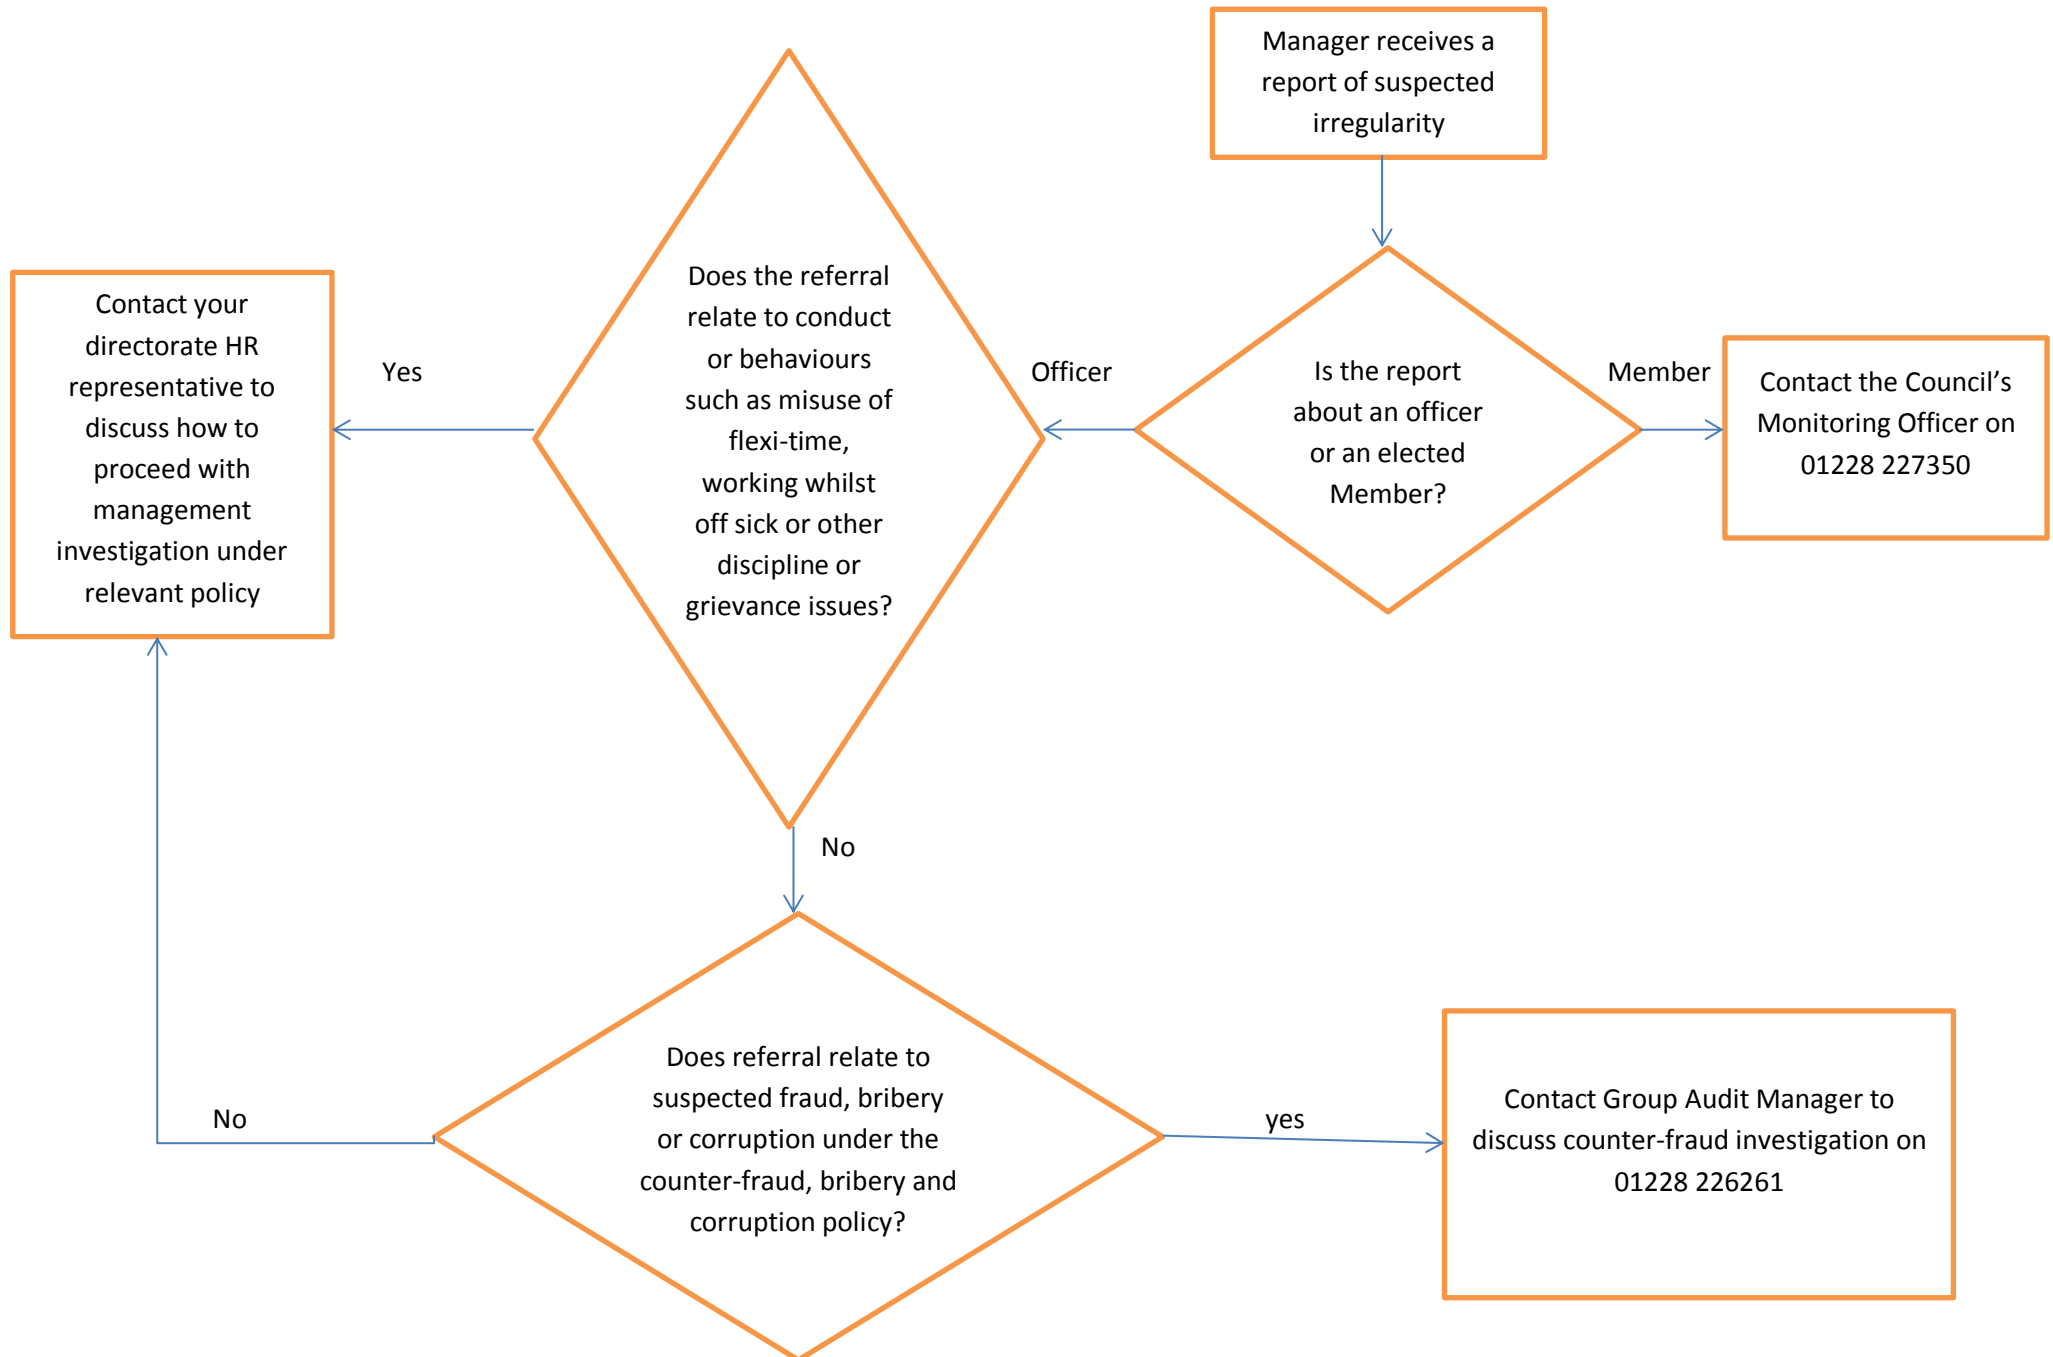 Manager receives a
report of suspected
irregularity
Is the report
about an officer
or an elected
Member?
Member
Contact the Council’s
Monitoring Officer on
01228 227350
Officer
Does the referral
relate to conduct
or behaviours
such as misuse of
flexi-time,
working whilst
off sick or other
discipline or
grievance issues?
Yes
Contact your
directorate HR
representative to
discuss how to
proceed with
management
investigation under
relevant policy
No
Does referral relate to
suspected fraud, bribery
or corruption under the
counter-fraud, bribery and
corruption policy?
No
yes
Contact Group Audit Manager to
discuss counter-fraud investigation on
01228 226261